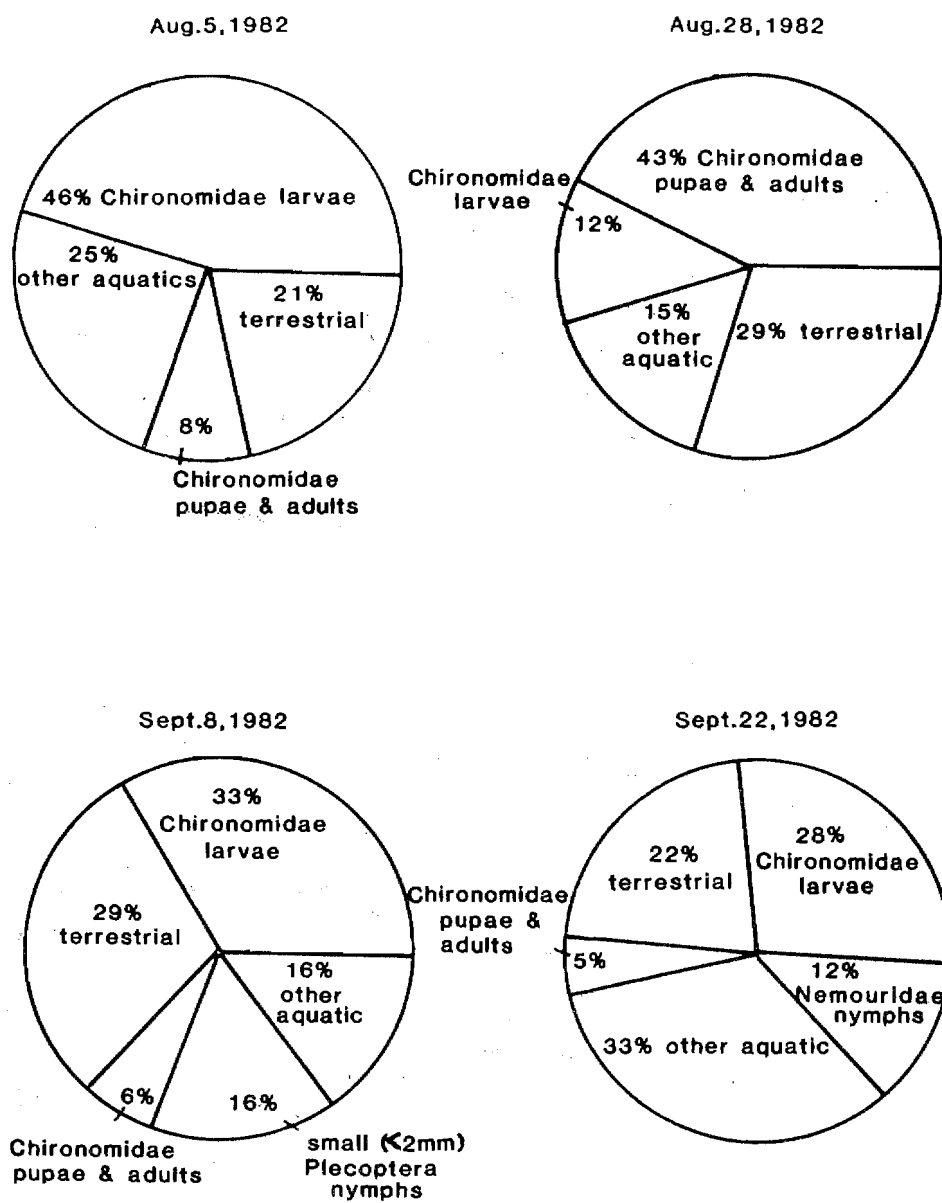 Aug.5,1982
46% Chironomidae larvae
25%
other aquatics
21%
terrestrial
8%
Chironomidae
pupae & adults
Aug.28,1982
43% Chironomidae
pupae & adults
Chironomidae
larvae
12%
15%
other
aquatic
29% terrestrial
Sept.8,1982
33%
Chironomidae
larvae
29%
terrestrial
16%
other
aquatic
6%
16%
Chironomidae
pupae & adults
small (<2mm)
Plecoptera
nymphs
Sept.22,1982
22%
terrestrial
28%
Chironomidae
larvae
Chironomidae
pupae &
adults
5%
12%
Nemouridae
nymphs
33% other aquatic